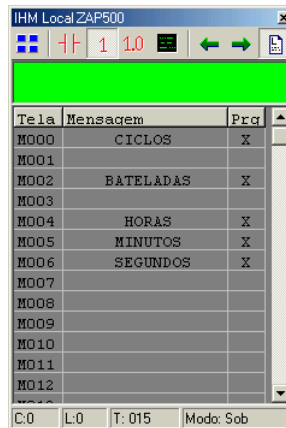 IHM Local ZAP500
1 1.0
Tela Mensagem Prg
M000 CICLOS X
M001
M002 BATELADAS X
M003
M004 HORAS X
M005 MINUTOS X
M006 SEGUNDOS X
M007
M008
M009
M010
M011
M012
C:0 L:0 T: 015 Modo: Sob